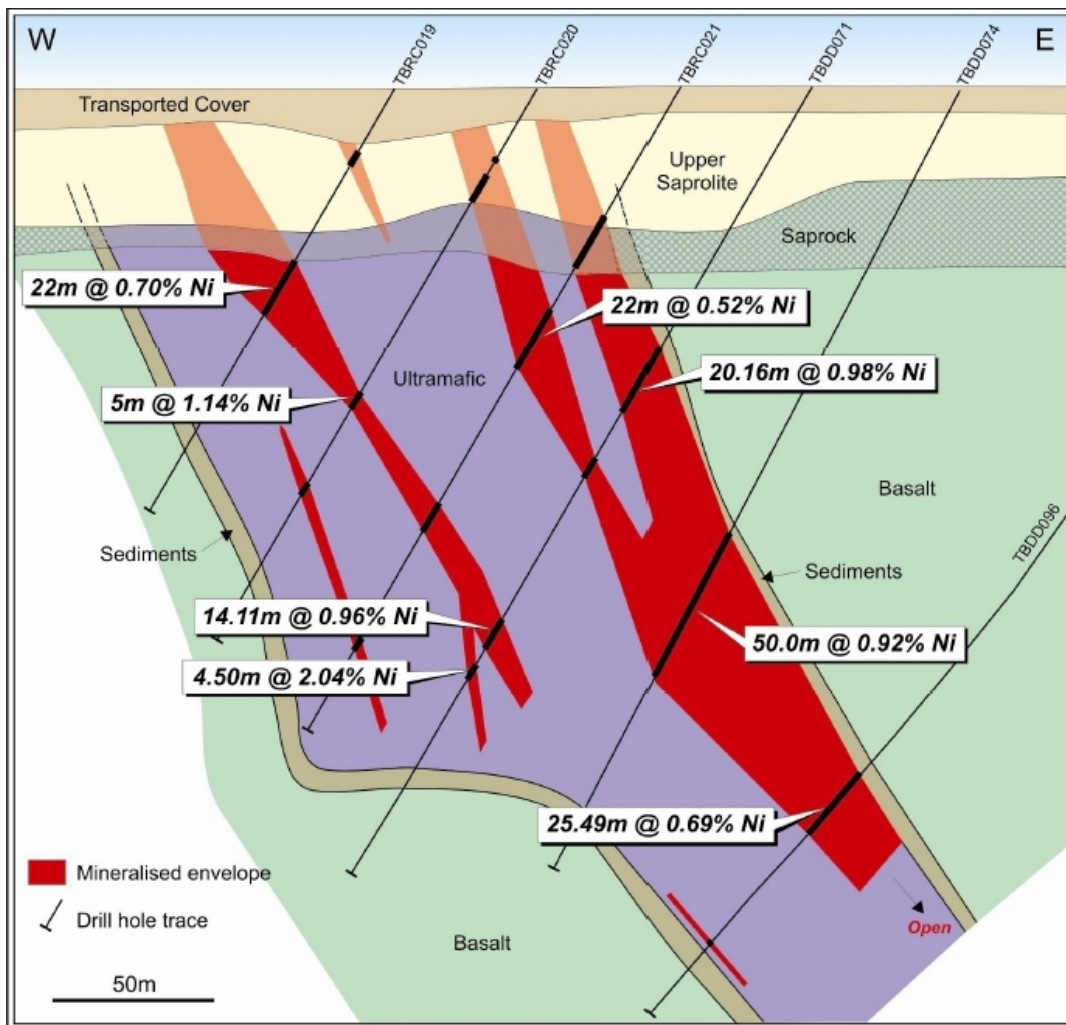 W
E
TBRC019
TBRC020
TBRC021
TBDD071
TBDD074
Transported Cover
Upper
Saprolite
Saprock
22m @ 0.70% Ni
22m @ 0.52% Ni
Ultramafic
20.16m @ 0.98% Ni
5m @ 1.14% Ni
Basalt
TBDD096
Sediments
Sediments
14.11m @ 0.96% Ni
50.0m @ 0.92% Ni
4.50m @ 2.04% Ni
25.49m @ 0.69% Ni
Mineralised envelope
Drill hole trace
Basalt
Open
50m